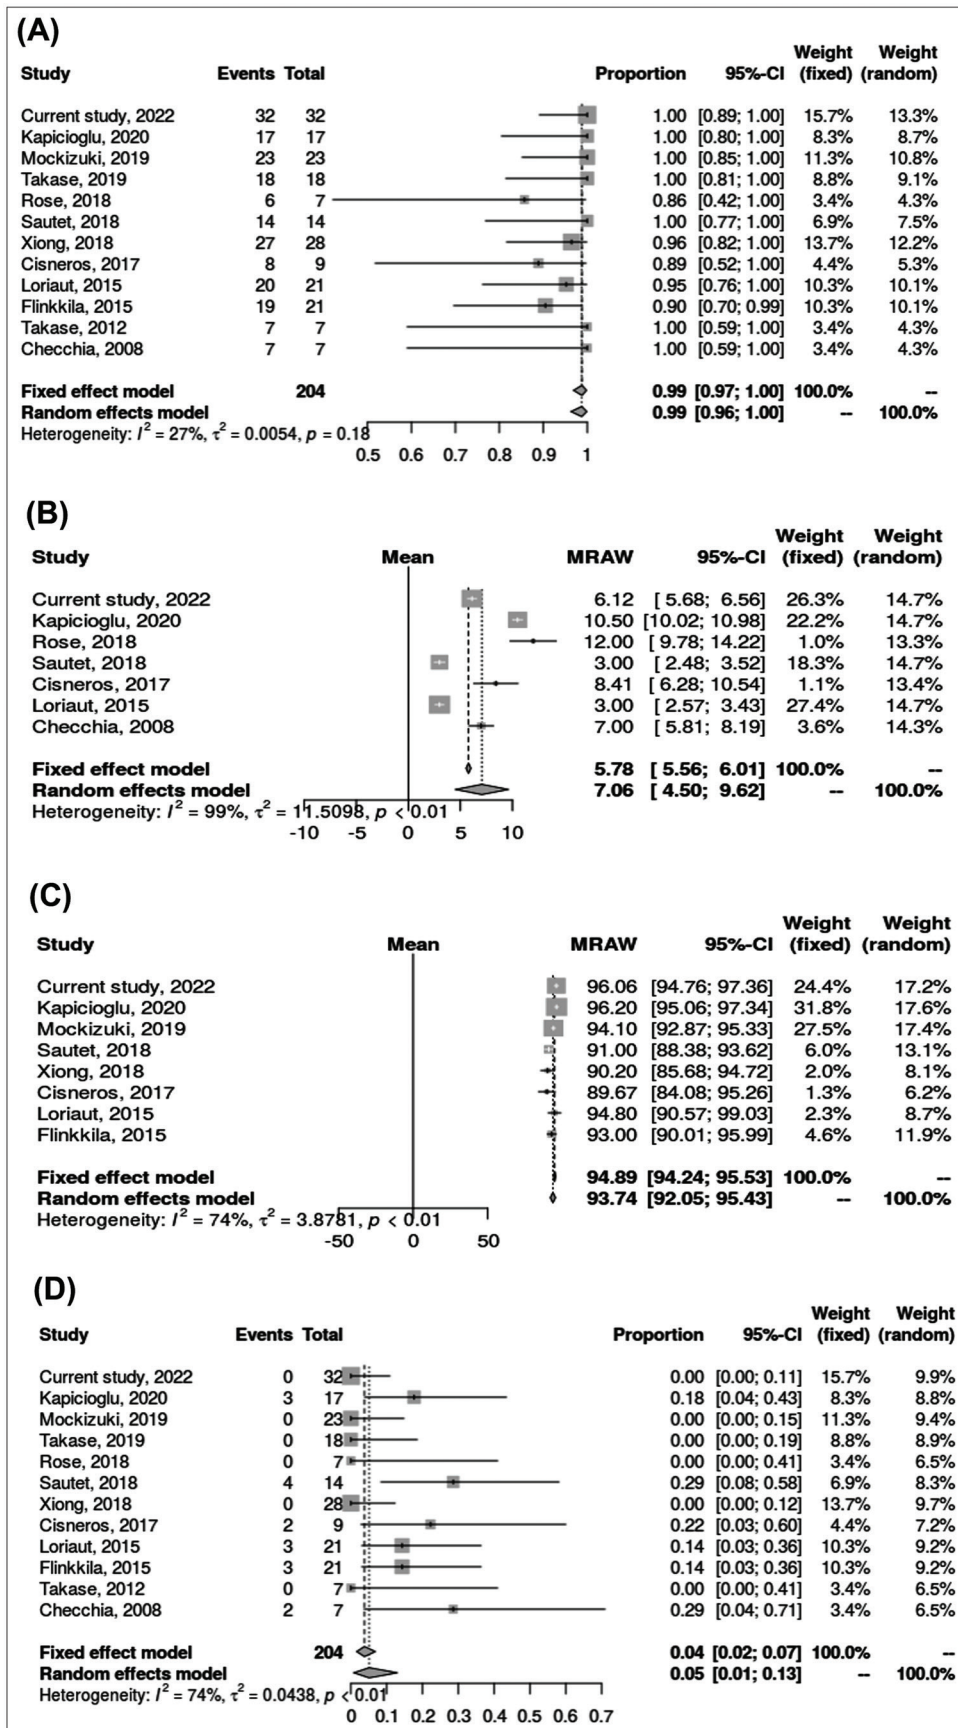 (A)
Weight Weight
Study Events Total Proportion 95%-CI (fixed) (random)
Current study, 2022 32 32 1.00 [0.89; 1.00] 15.7% 13.3%
Kapicioglu, 2020 17 17 1.00 [0.80; 1.00] 8.3% 8.7%
Mockizuki, 2019 23 23 1.00 [0.85; 1.00] 11.3% 10.8%
Takase, 2019 18 18 1.00 [0.81; 1.00] 8.8% 9.1%
Rose, 2018 6 7 0.86 [0.42; 1.00] 3.4% 4.3%
Sautet, 2018 14 14 1.00 [0.77; 1.00] 6.9% 7.5%
Xiong, 2018 27 28 0.96 [0.82; 1.00] 13.7% 12.2%
Cisneros, 2017 8 9 0.89 [0.52; 1.00] 4.4% 5.3%
Loriaut, 2015 20 21 0.95 [0.76; 1.00] 10.3% 10.1%
Flinkkila, 2015 19 21 0.90 [0.70; 0.99] 10.3% 10.1%
Takase, 2012 7 7 1.00 [0.59; 1.00] 3.4% 4.3%
Checchia, 2008 7 7 1.00 [0.59; 1.00] 3.4% 4.3%
Fixed effect model 204 0.99 [0.97; 1.00] 100.0% --
Random effects model 0.99 [0.96; 1.00] -- 100.0%
Heterogeneity: I² = 27%, τ² = 0.0054, p = 0.18
0.5 0.6 0.7 0.8 0.9 1
(B)
Weight Weight
Study Mean MRAW 95%-CI (fixed) (random)
Current study, 2022 6.12 [ 5.68; 6.56] 26.3% 14.7%
Kapicioglu, 2020 10.50 [10.02; 10.98] 22.2% 14.7%
Rose, 2018 12.00 [ 9.78; 14.22] 1.0% 13.3%
Sautet, 2018 3.00 [ 2.48; 3.52] 18.3% 14.7%
Cisneros, 2017 8.41 [ 6.28; 10.54] 1.1% 13.4%
Loriaut, 2015 3.00 [ 2.57; 3.43] 27.4% 14.7%
Checchia, 2008 7.00 [ 5.81; 8.19] 3.6% 14.3%
Fixed effect model 5.78 [ 5.56; 6.01] 100.0% --
Random effects model 7.06 [ 4.50; 9.62] -- 100.0%
Heterogeneity: I² = 99%, τ² = 11.5098, p < 0.01
-10 -5 0 5 10
(C)
Weight Weight
Study Mean MRAW 95%-CI (fixed) (random)
Current study, 2022 96.06 [94.76; 97.36] 24.4% 17.2%
Kapicioglu, 2020 96.20 [95.06; 97.34] 31.8% 17.6%
Mockizuki, 2019 94.10 [92.87; 95.33] 27.5% 17.4%
Sautet, 2018 91.00 [88.38; 93.62] 6.0% 13.1%
Xiong, 2018 90.20 [85.68; 94.72] 2.0% 8.1%
Cisneros, 2017 89.67 [84.08; 95.26] 1.3% 6.2%
Loriaut, 2015 94.80 [90.57; 99.03] 2.3% 8.7%
Flinkkila, 2015 93.00 [90.01; 95.99] 4.6% 11.9%
Fixed effect model 94.89 [94.24; 95.53] 100.0% --
Random effects model 93.74 [92.05; 95.43] -- 100.0%
Heterogeneity: I² = 74%, τ² = 3.8781, p < 0.01
-50 0 50
(D)
Weight Weight
Study Events Total Proportion 95%-CI (fixed) (random)
Current study, 2022 0 32 0.00 [0.00; 0.11] 15.7% 9.9%
Kapicioglu, 2020 3 17 0.18 [0.04; 0.43] 8.3% 8.8%
Mockizuki, 2019 0 23 0.00 [0.00; 0.15] 11.3% 9.4%
Takase, 2019 0 18 0.00 [0.00; 0.19] 8.8% 8.9%
Rose, 2018 0 7 0.00 [0.00; 0.41] 3.4% 6.5%
Sautet, 2018 4 14 0.29 [0.08; 0.58] 6.9% 8.3%
Xiong, 2018 0 28 0.00 [0.00; 0.12] 13.7% 9.7%
Cisneros, 2017 2 9 0.22 [0.03; 0.60] 4.4% 7.2%
Loriaut, 2015 3 21 0.14 [0.03; 0.36] 10.3% 9.2%
Flinkkila, 2015 3 21 0.14 [0.03; 0.36] 10.3% 9.2%
Takase, 2012 0 7 0.00 [0.00; 0.41] 3.4% 6.5%
Checchia, 2008 2 7 0.29 [0.04; 0.71] 3.4% 6.5%
Fixed effect model 204 0.04 [0.02; 0.07] 100.0% --
Random effects model 0.05 [0.01; 0.13] -- 100.0%
Heterogeneity: I² = 74%, τ² = 0.0438, p < 0.01
0 0.1 0.2 0.3 0.4 0.5 0.6 0.7